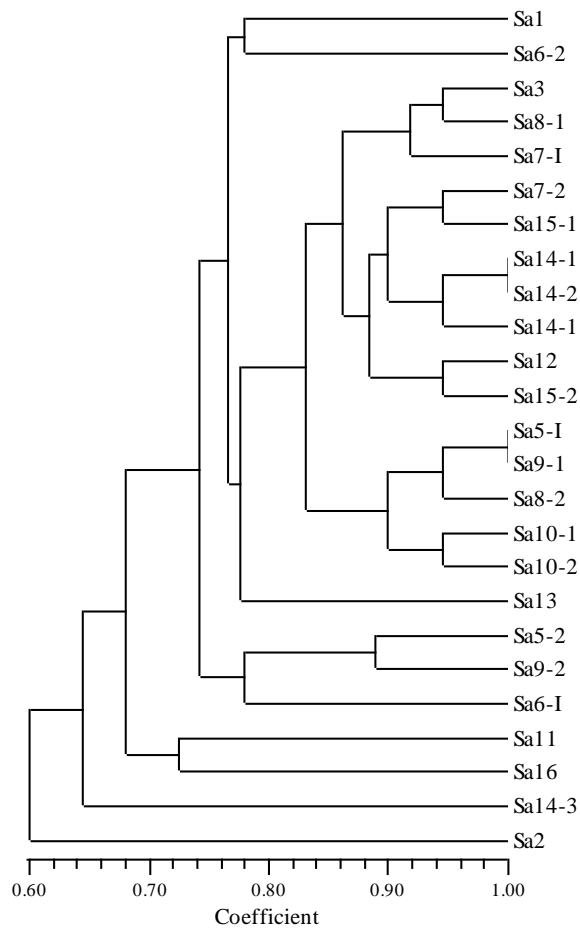 Sa1
Sa6-2
Sa3
Sa8-1
Sa7-I
Sa7-2
Sa15-1
Sa14-1
Sa14-2
Sa14-1
Sa12
Sa15-2
Sa5-I
Sa9-1
Sa8-2
Sa10-1
Sa10-2
Sa13
Sa5-2
Sa9-2
Sa6-I
Sa11
Sa16
Sa14-3
Sa2
0.60 0.70 0.80 0.90 1.00
Coefficient